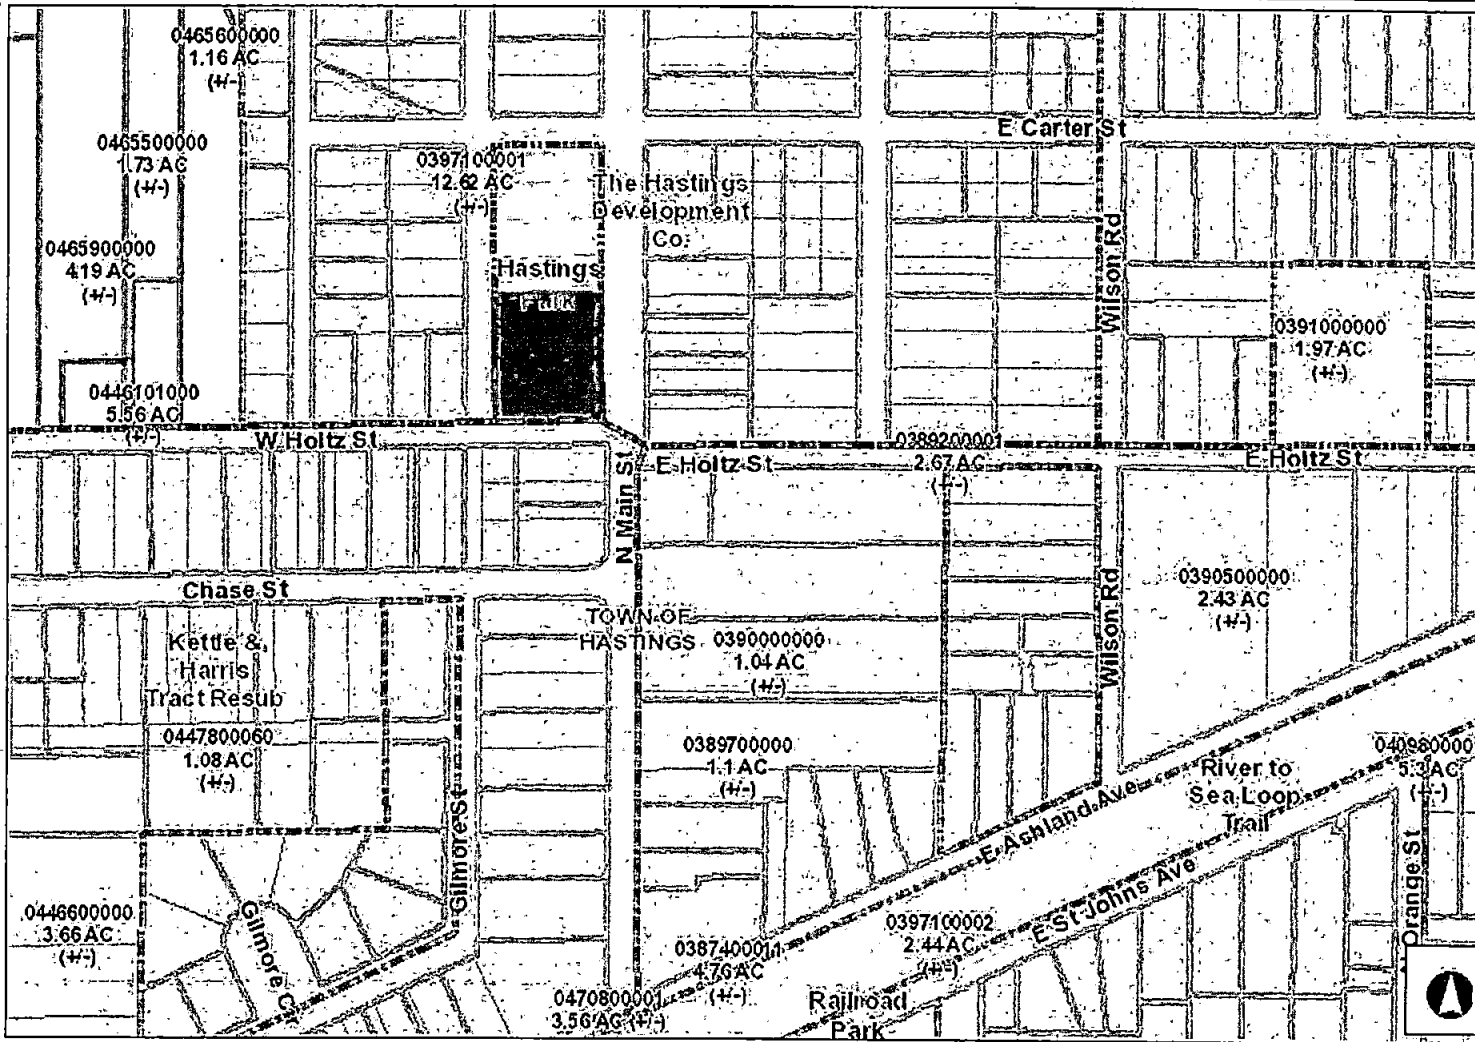 0465600000
1.16 AC
(+/-)
E Carter St
0465500000
1.73 AC
(+/-)
0397100001
12.62 AC
(+/-)
The Hastings
Development
Co.
Wilson Rd
0465900000
4.19 AC
(+/-)
Hastings
Park
0391000000
1.97 AC
(+/-)
0446101000
5.56 AC
(+/-)
W Holtz St
N Main St
E Holtz St
0389200001
2.67 AC
(+/-)
E Holtz St
Chase St
0390500000
2.43 AC
(+/-)
Wilson Rd
TOWN OF
HASTINGS
Kettle &
Harris
Tract Resub
0390000000
1.04 AC
(+/-)
0447800060
1.08 AC
(+/-)
0389700000
1.1 AC
(+/-)
040980000
5.3 AC
(+/-)
River to
Sea Loop
Trail
E Ashland Ave
Gilmore St
Orange St
E St Johns Ave
0446600000
3.66 AC
(+/-)
Gilmore Ct
0397100002
2.44 AC
(+/-)
0387400011
4.76 AC
(+/-)
0470800001
3.56 AC (+/-)
Railroad
Park